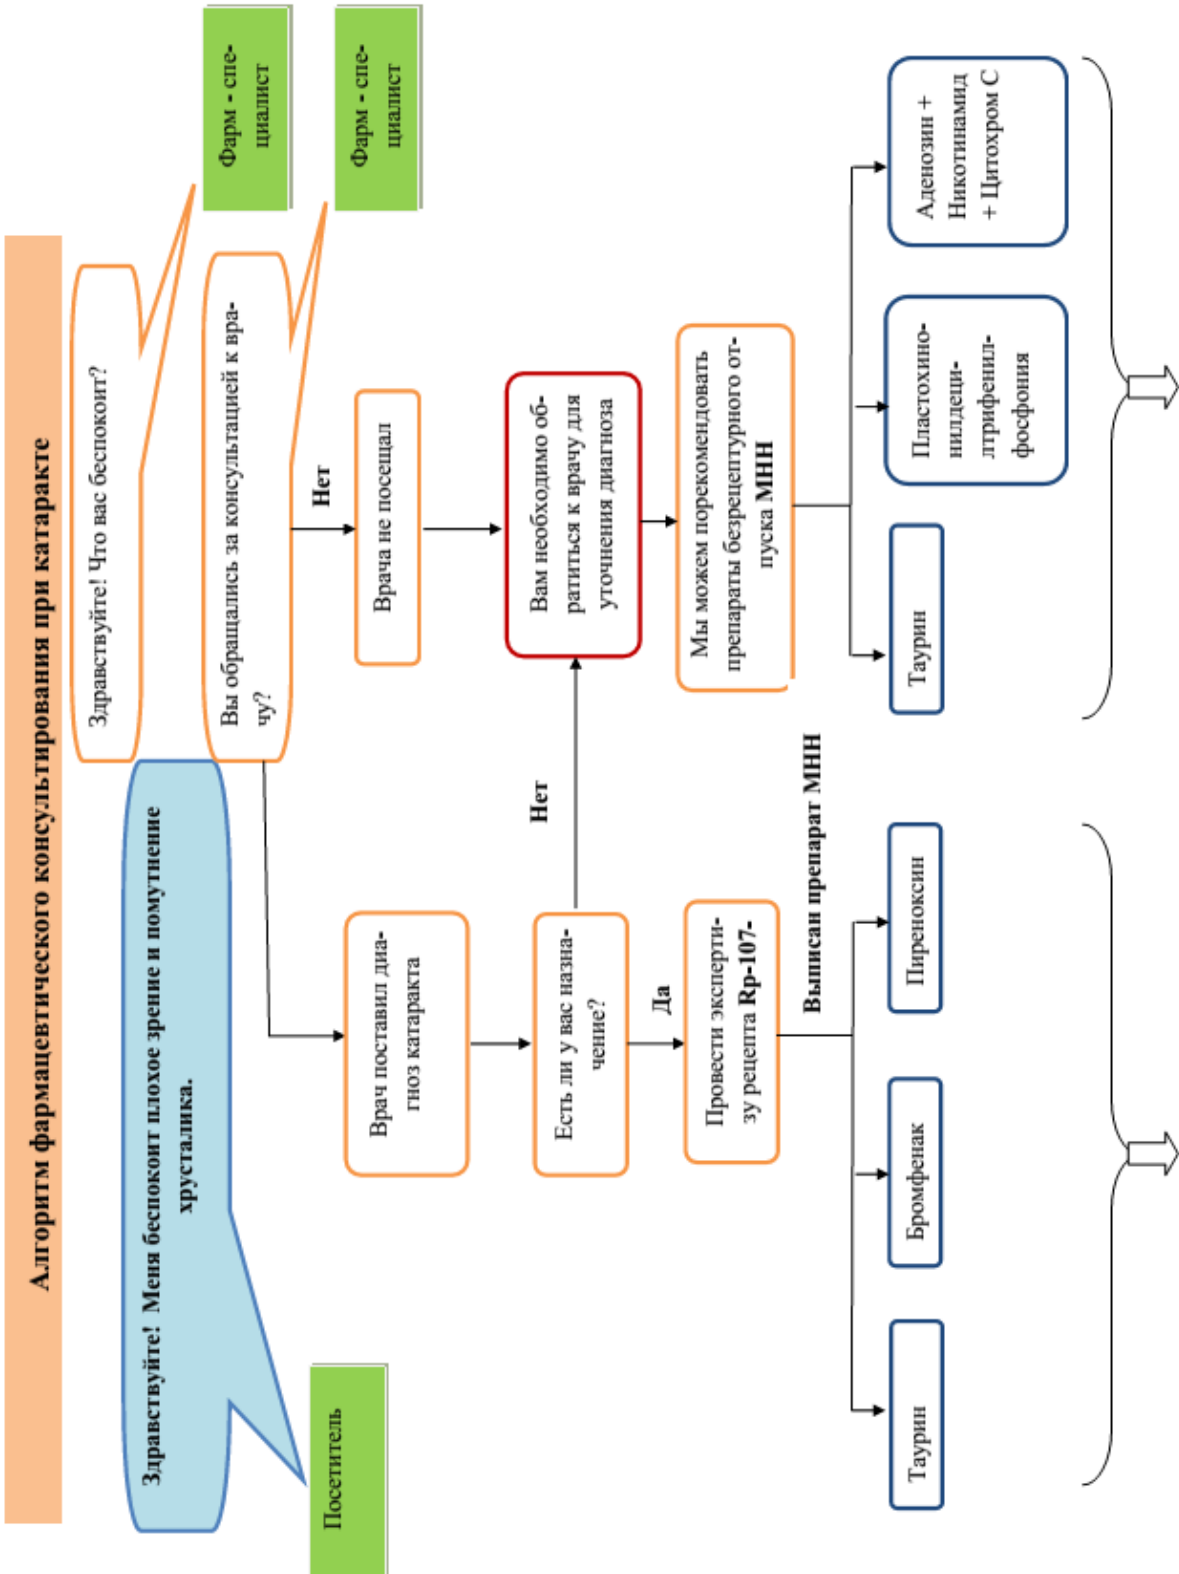 Алгоритм фармацевтического консультирования при катаракте
Здравствуйте! Что вас беспокоит?
Фарм - спе-
циалист
Здравствуйте! Меня беспокоит плохое зрение и помутнение
хрусталика.
Посетитель
Вы обращались за консультацией к вра-
чу?
Фарм - спе-
циалист
Нет
Врач поставил диа-
гноз катаракта
Врача не посещал
Есть ли у вас назна-
чение?
Нет
Вам необходимо об-
ратиться к врачу для
уточнения диагноза
Да
Провести эксперти-
зу рецепта Rp-107-
Мы можем порекомендовать
препараты безрецептурного от-
пуска МНН
Выписан препарат МНН
Таурин
Бромфенак
Пиреноксин
Таурин
Пластохино-
нилдеци-
лтрифенил-
фосфония
Аденозин +
Никотинамид
+ Цитохром С